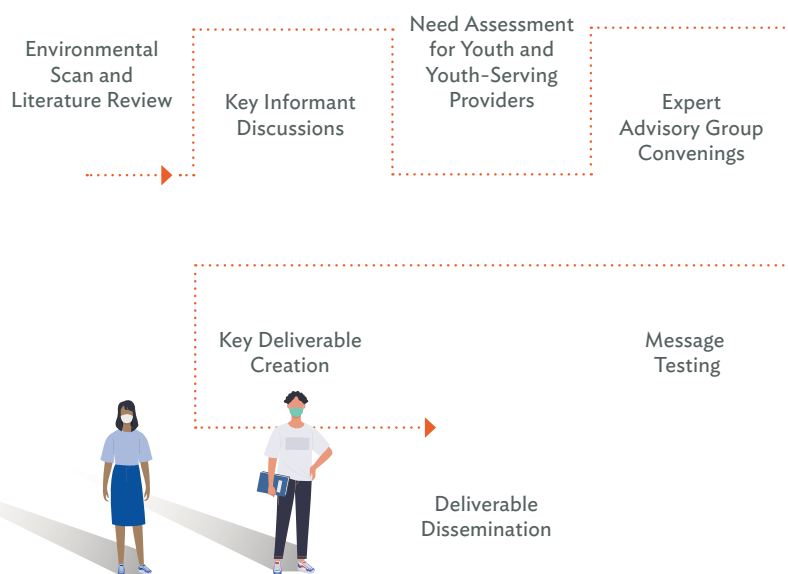 Environmental
Scan and
Literature Review
Key Informant
Discussions
Need Assessment
for Youth and
Youth-Serving
Providers
Expert
Advisory Group
Convenings
Message
Testing
Key Deliverable
Creation
Deliverable
Dissemination